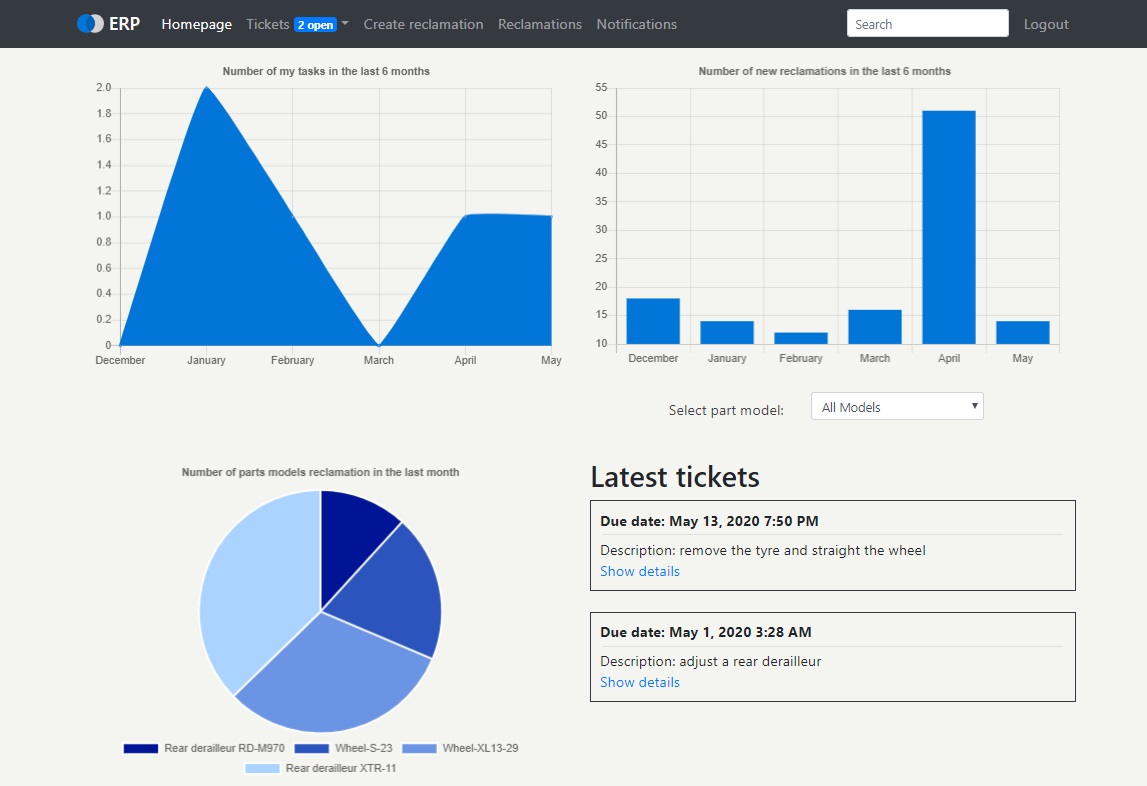 ERP Homepage Tickets 2 open Create reclamation Reclamations Notifications Search Logout
Number of my tasks in the last 6 months
2.0
1.8
1.6
1.4
1.2
1.0
0.8
0.6
0.4
0.2
0
December January February March April May
Number of new reclamations in the last 6 months
55
50
45
40
35
30
25
20
15
10
December January February March April May
Select part model: All Models
Number of parts models reclamation in the last month
Rear derailleur RD-M970 Wheel-S-23 Wheel-XL13-29
Rear derailleur XTR-11
Latest tickets
Due date: May 13, 2020 7:50 PM
Description: remove the tyre and straight the wheel
Show details
Due date: May 1, 2020 3:28 AM
Description: adjust a rear derailleur
Show details